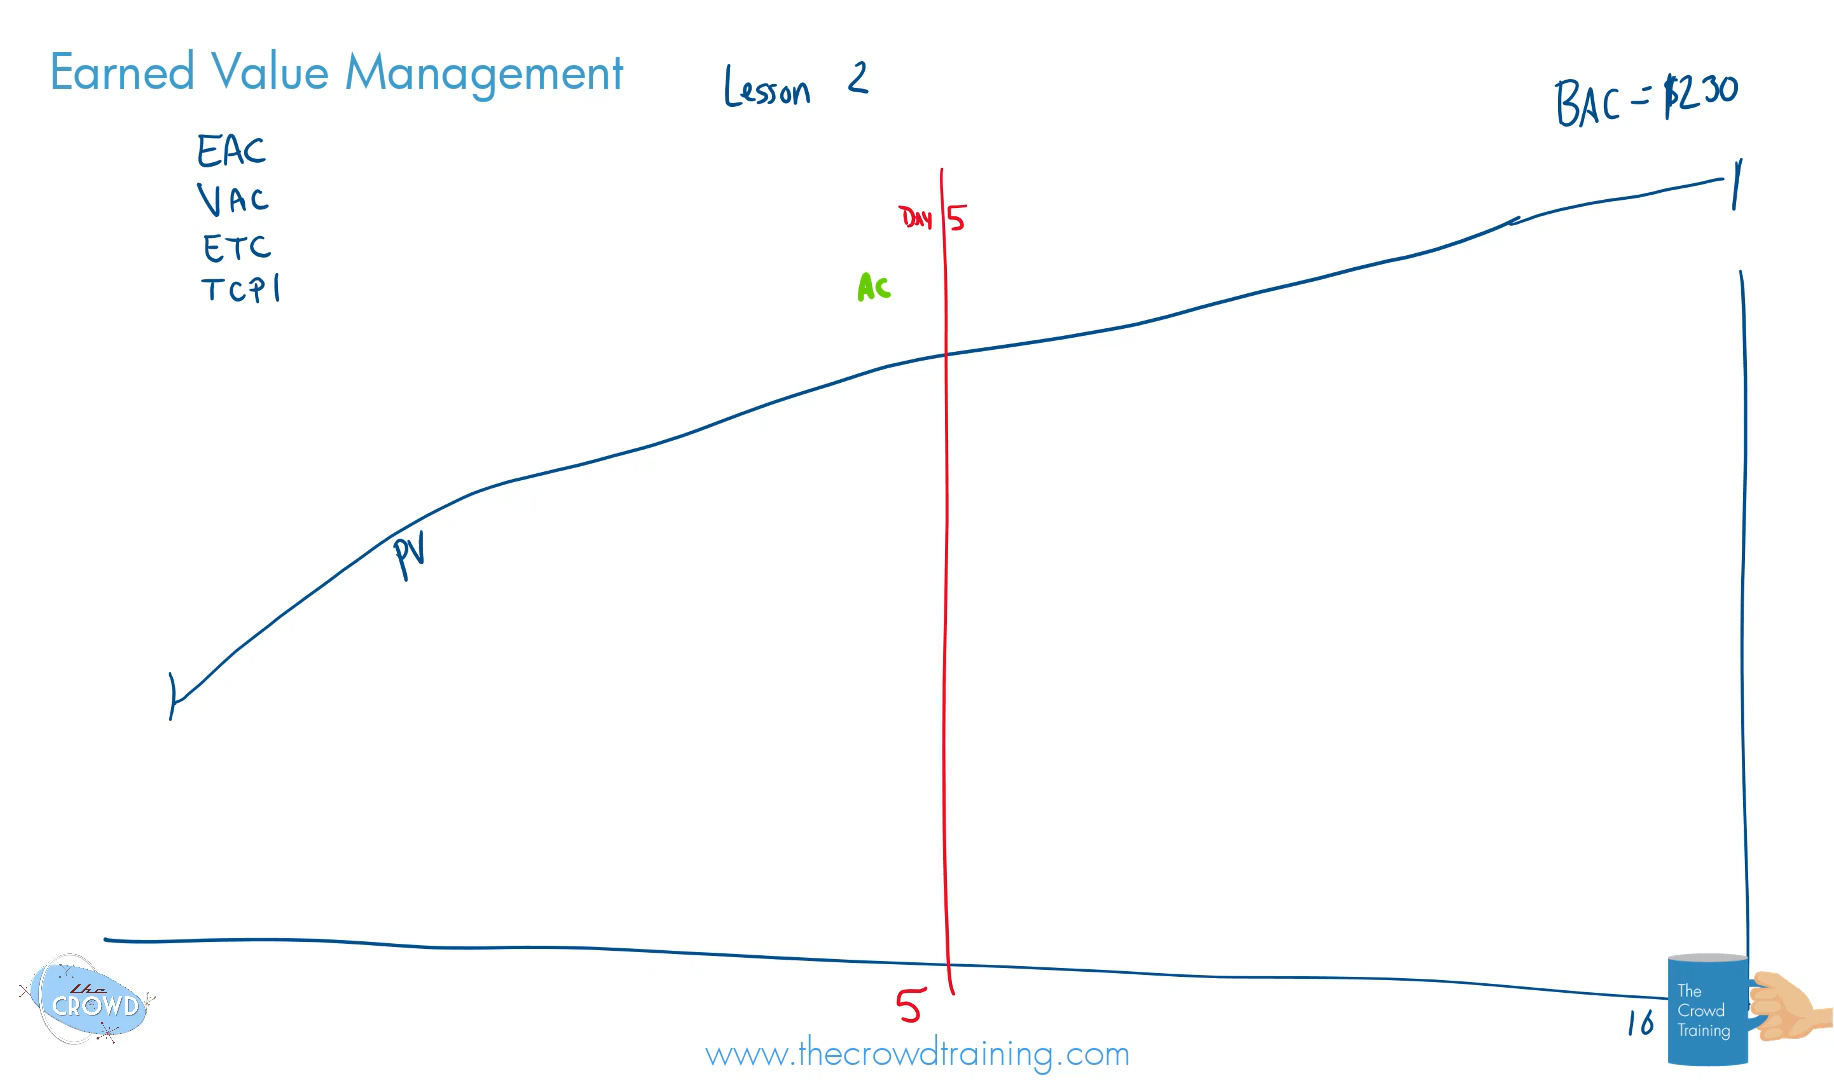 Earned Value Management
Lesson 2
BAC = $230
EAC
VAC
ETC
TCPI
DAY 5
AC
PV
5
16
the
CROWD
The
Crowd
Training
www.thecrowdtraining.com